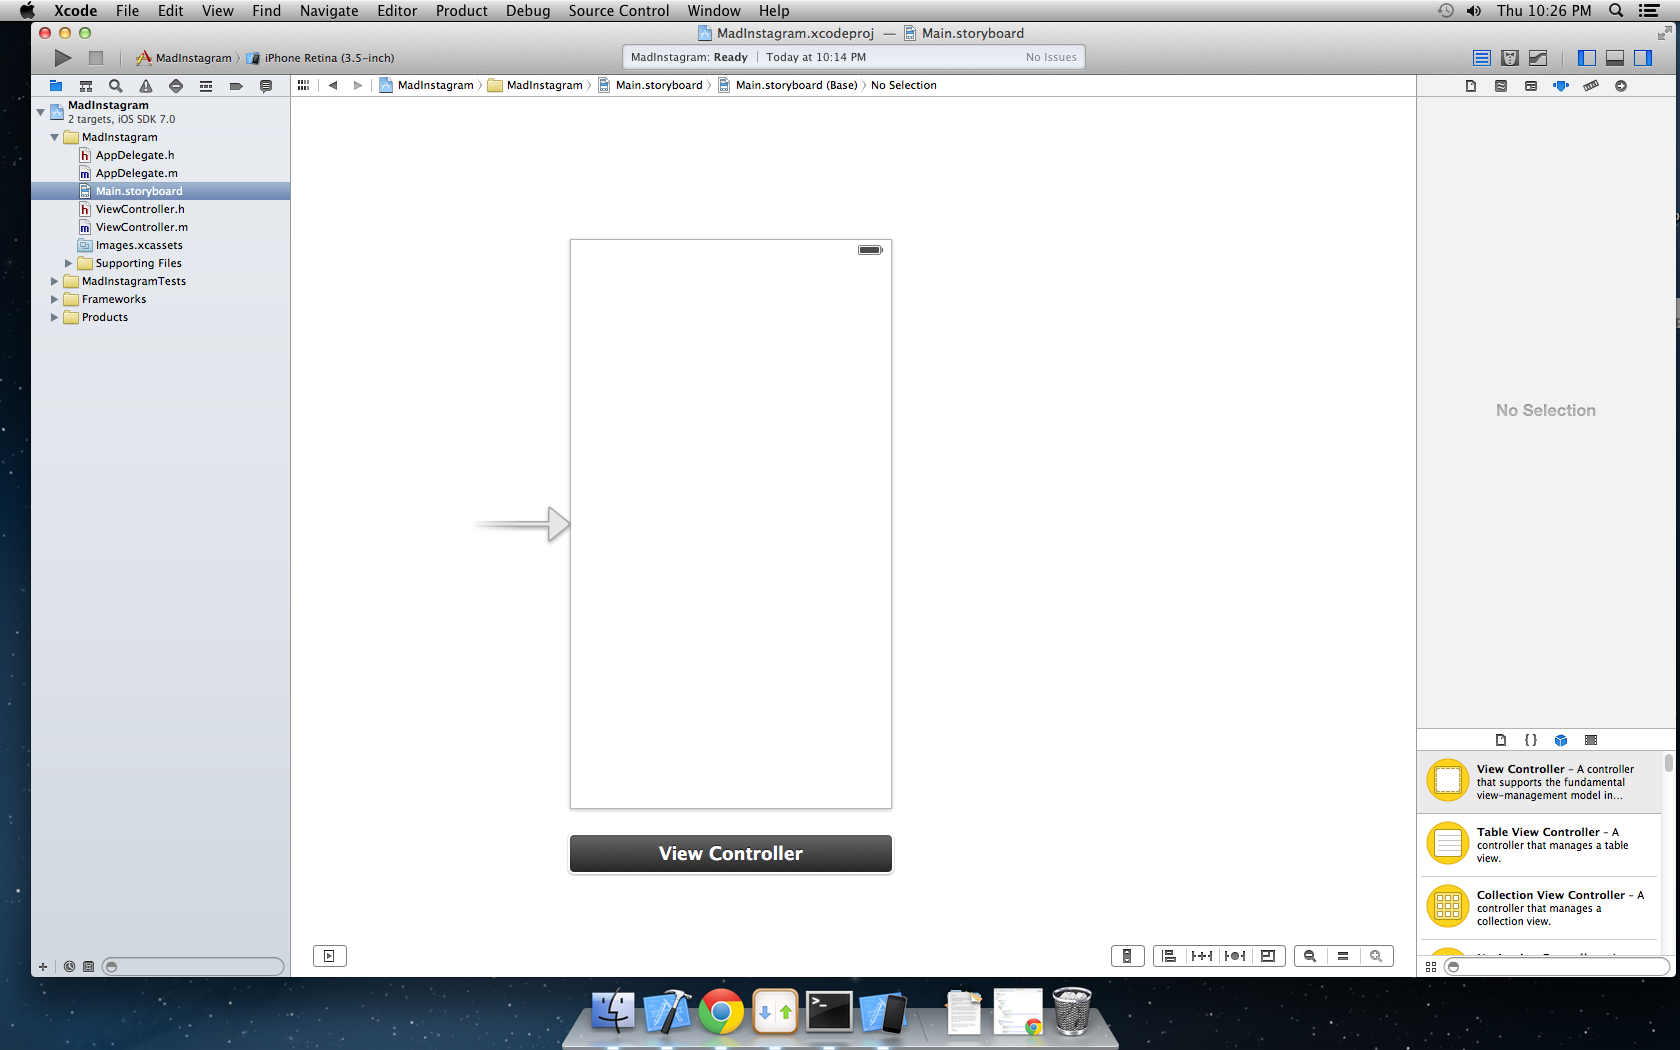 Xcode File Edit View Find Navigate Editor Product Debug Source Control Window Help Thu 10:26 PM
MadInstagram.xcodeproj — Main.storyboard
MadInstagram 〉 iPhone Retina (3.5-inch)
MadInstagram: Ready | Today at 10:14 PM No Issues
MadInstagram 〉 MadInstagram 〉 Main.storyboard 〉 Main.storyboard (Base) 〉 No Selection
MadInstagram
2 targets, iOS SDK 7.0
MadInstagram
h AppDelegate.h
m AppDelegate.m
Main.storyboard
h ViewController.h
m ViewController.m
Images.xcassets
Supporting Files
MadInstagramTests
Frameworks
Products
View Controller
No Selection
{ }
View Controller – A controller
that supports the fundamental
view-management model in...
Table View Controller – A
controller that manages a table
view.
Collection View Controller – A
controller that manages a
collection view.